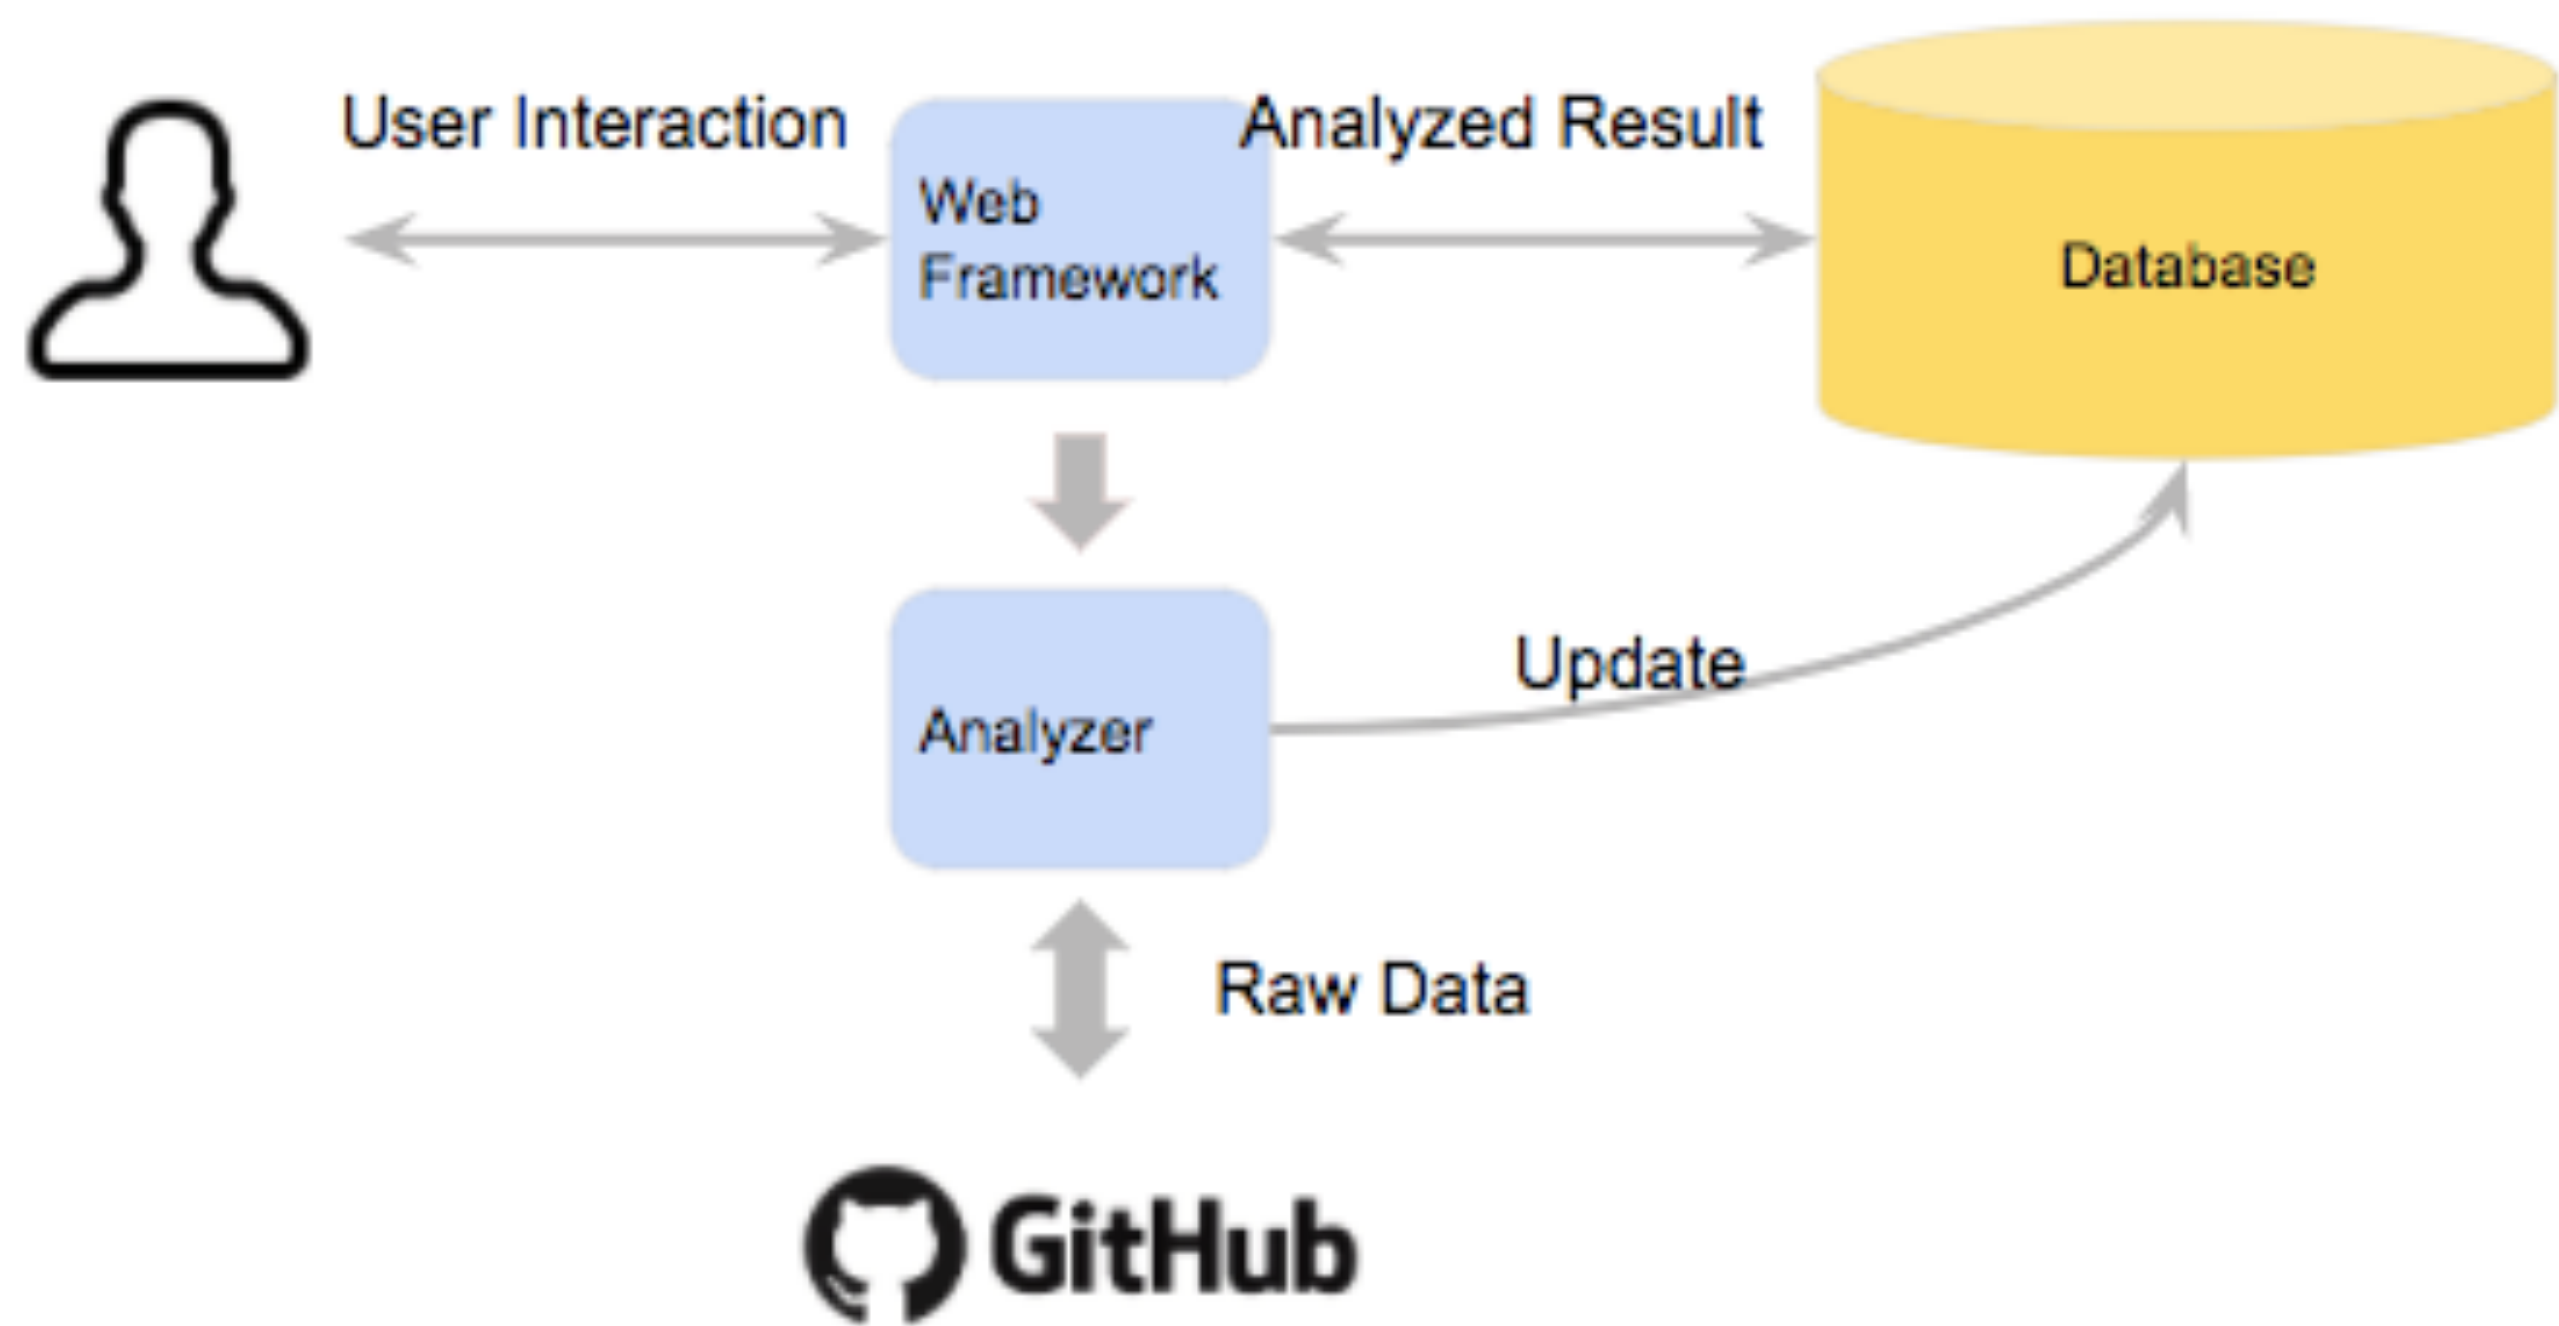 User Interaction
Analyzed Result
Web
Framework
Database
Update
Analyzer
Raw Data
GitHub